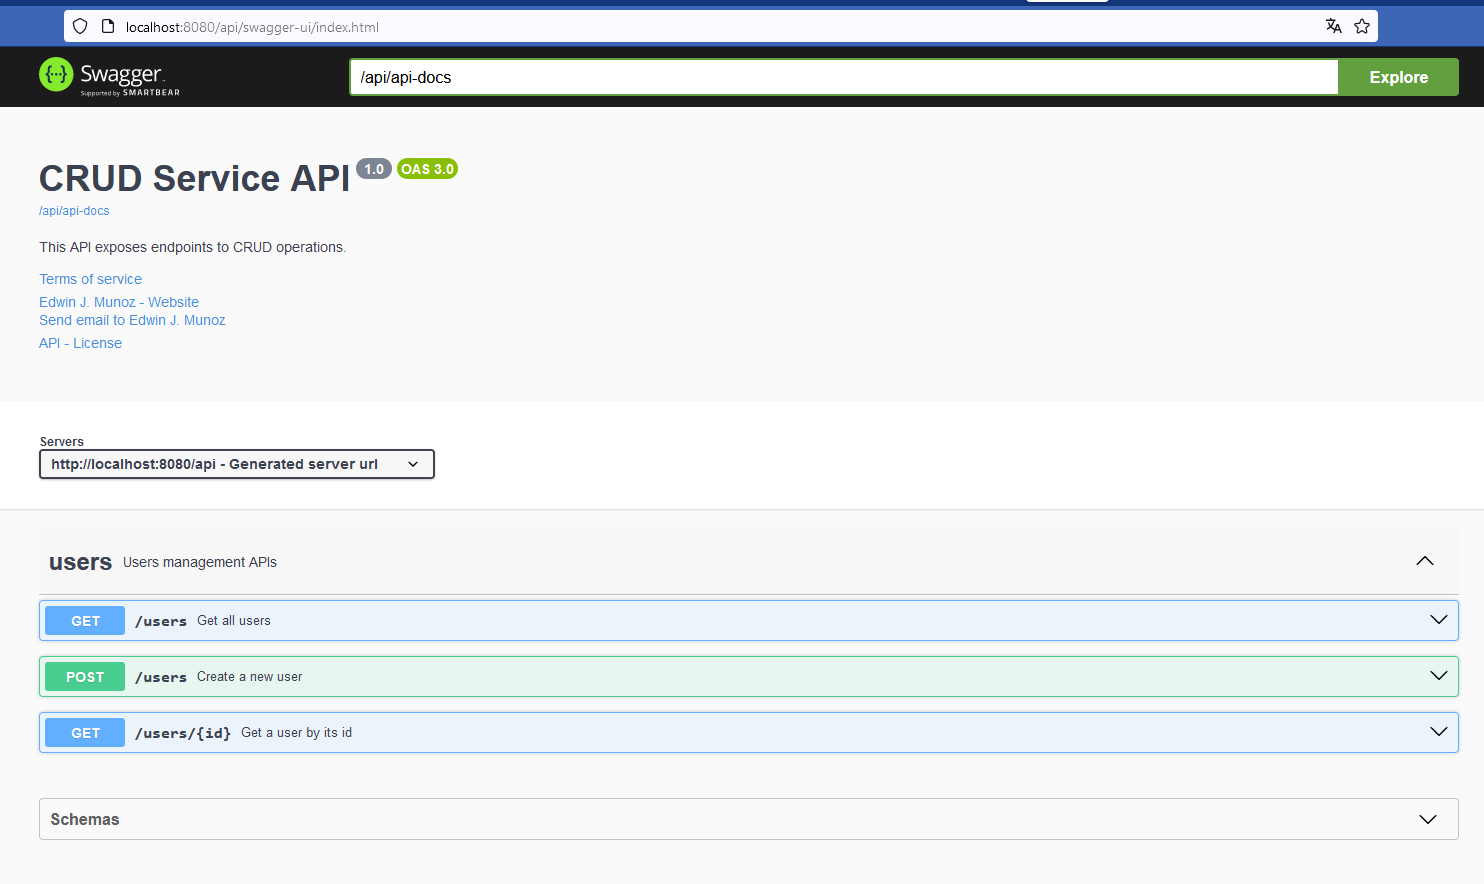 localhost:8080/api/swagger-ui/index.html
Swagger.
Supported by SMARTBEAR
/api/api-docs
Explore
CRUD Service API 1.0 OAS 3.0
/api/api-docs
This API exposes endpoints to CRUD operations.
Terms of service
Edwin J. Munoz - Website
Send email to Edwin J. Munoz
API - License
Servers
http://localhost:8080/api - Generated server url
users Users management APIs
GET /users Get all users
POST /users Create a new user
GET /users/{id} Get a user by its id
Schemas